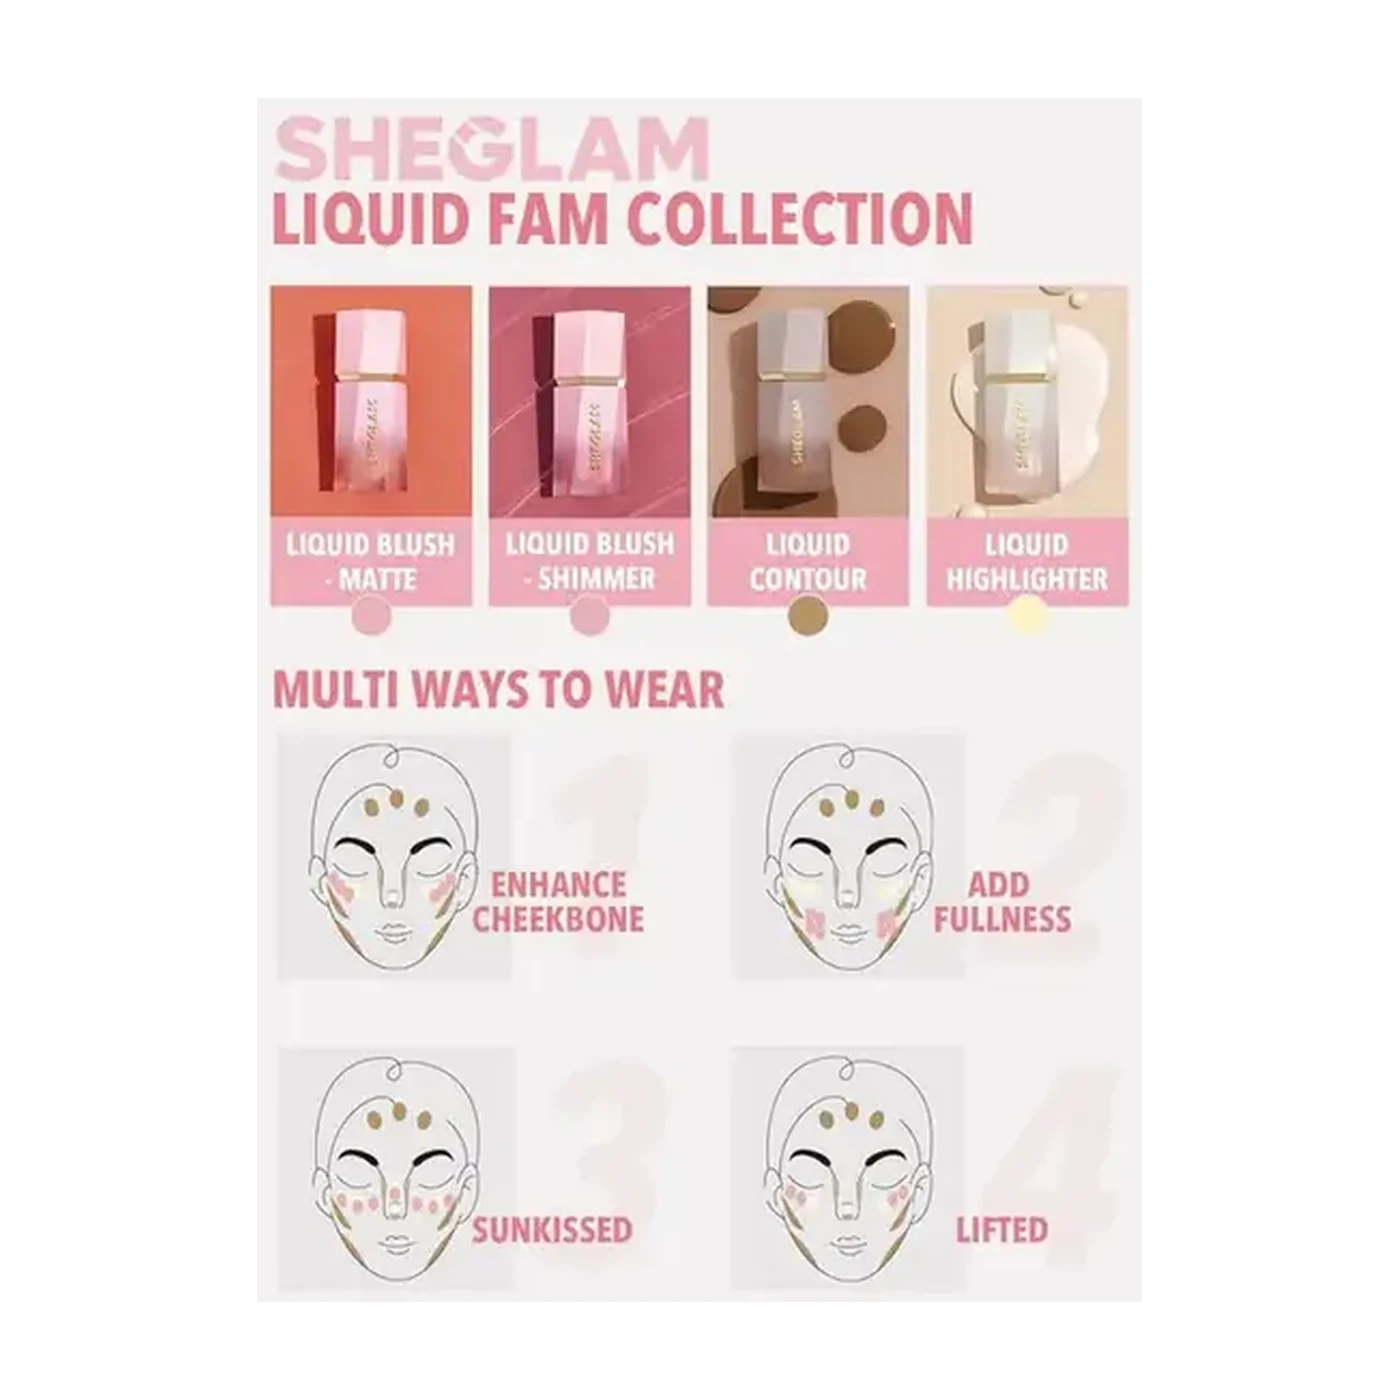 SHEGLAM
LIQUID FAM COLLECTION
SHEGLAM
SHEGLAM
SHEGLAM
SHEGLAM
LIQUID BLUSH
- MATTE
LIQUID BLUSH
- SHIMMER
LIQUID
CONTOUR
LIQUID
HIGHLIGHTER
MULTI WAYS TO WEAR
1
ENHANCE
CHEEKBONE
2
ADD
FULLNESS
3
SUNKISSED
4
LIFTED